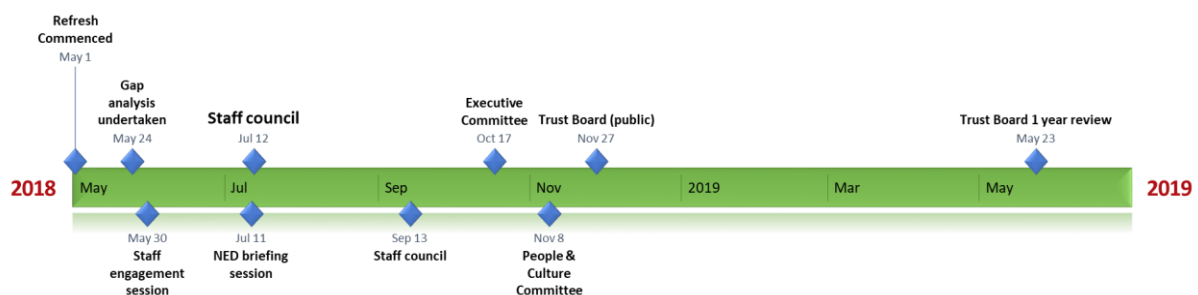 Refresh
Commenced
May 1
Gap
analysis
undertaken
May 24
Staff council
Jul 12
Executive
Committee
Oct 17
Trust Board (public)
Nov 27
Trust Board 1 year review
May 23
2018
May
Jul
Sep
Nov
2019
Mar
May
2019
May 30
Staff
engagement
session
Jul 11
NED briefing
session
Sep 13
Staff council
Nov 8
People &
Culture
Committee